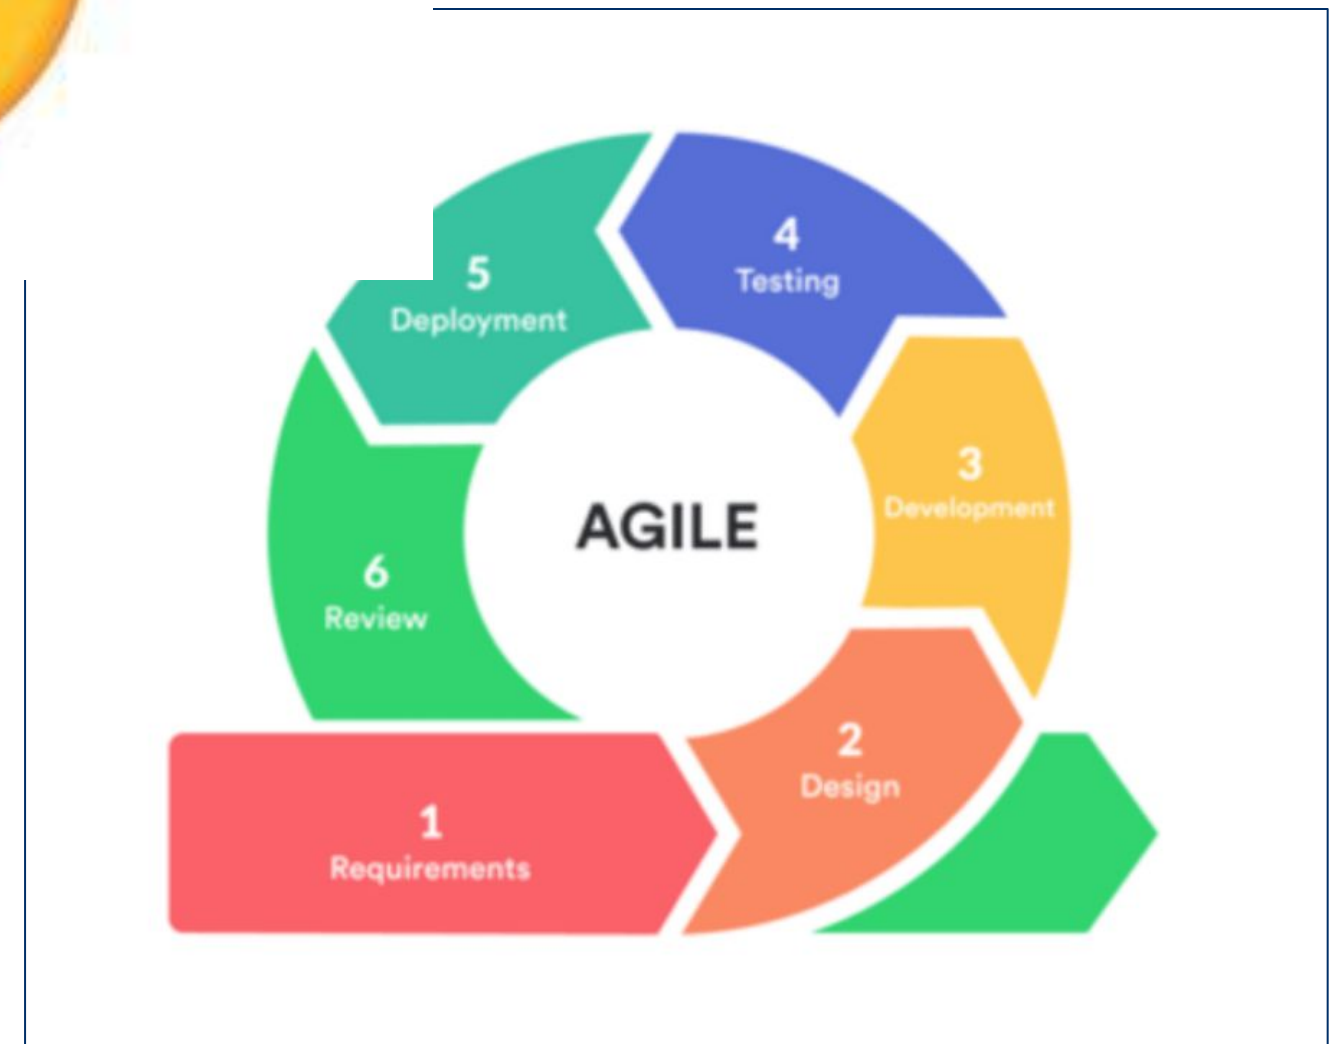 AGILE
1
Requirements
2
Design
3
Development
4
Testing
5
Deployment
6
Review